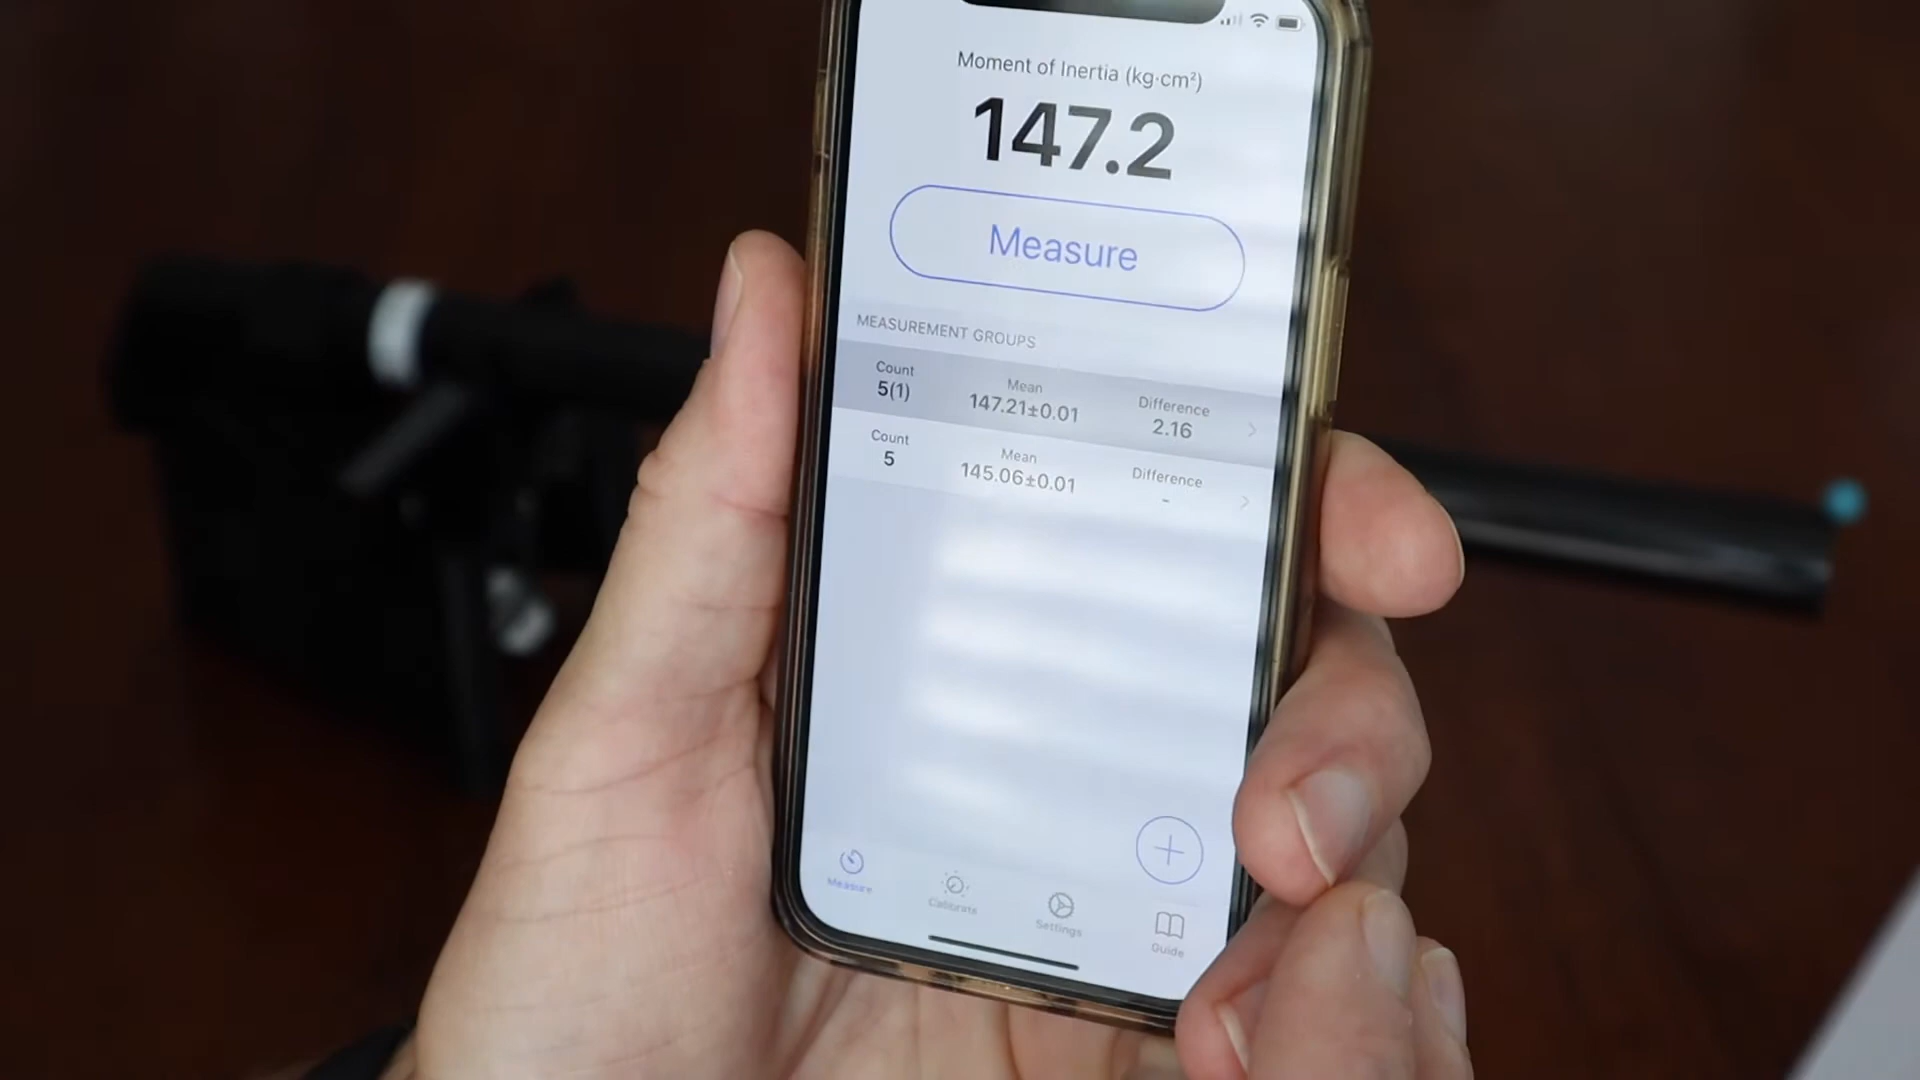 Moment of Inertia (kg·cm²)
147.2
Measure
MEASUREMENT GROUPS
Count
Mean
Difference
5(1)
147.21±0.01
2.16
Count
Mean
Difference
5
145.06±0.01
-
Measure
Calibrate
Settings
Guide